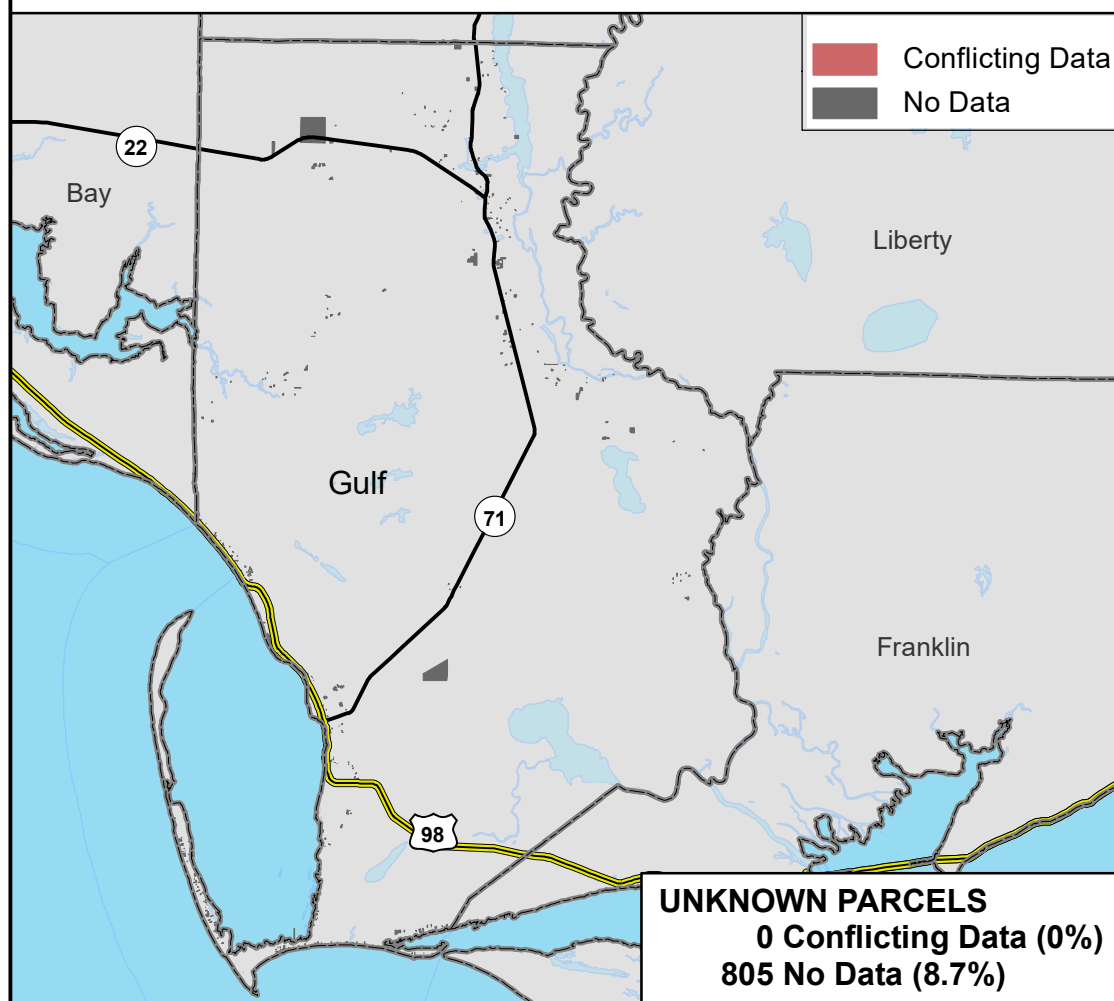 Conflicting Data
No Data
22
Bay
Liberty
Gulf
71
Franklin
98
UNKNOWN PARCELS
0 Conflicting Data (0%)
805 No Data (8.7%)